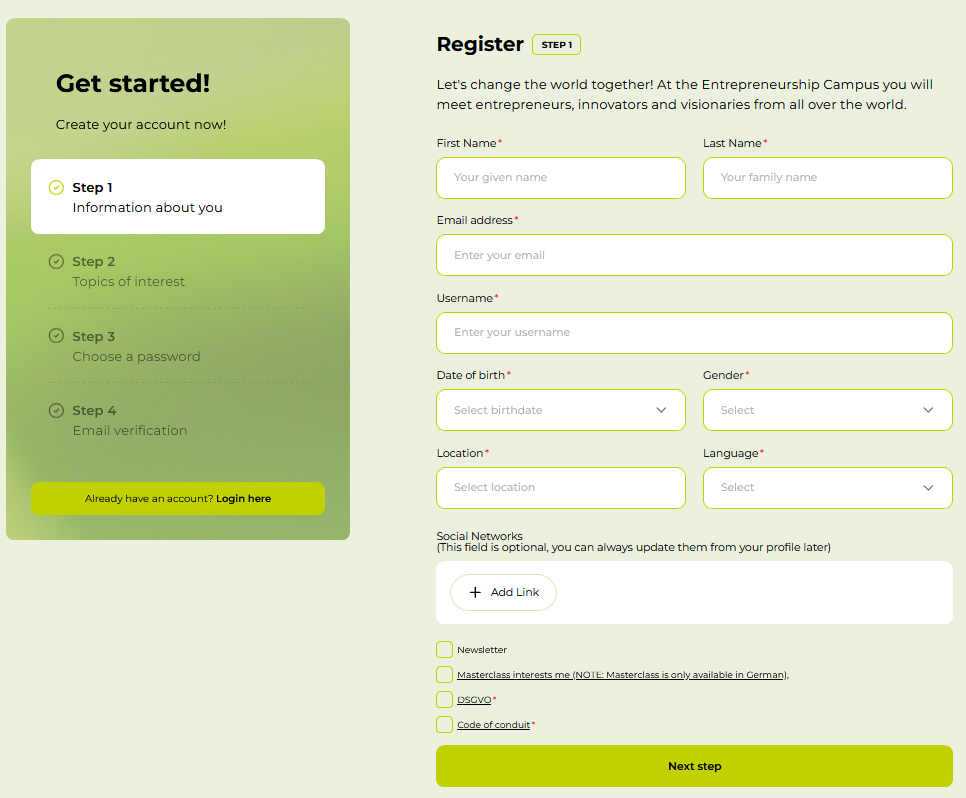 Get started!
Create your account now!
Step 1
Information about you
Step 2
Topics of interest
Step 3
Choose a password
Step 4
Email verification
Already have an account? Login here
Register STEP 1
Let's change the world together! At the Entrepreneurship Campus you will
meet entrepreneurs, innovators and visionaries from all over the world.
First Name* Last Name*
Your given name Your family name
Email address*
Enter your email
Username*
Enter your username
Date of birth* Gender*
Select birthdate Select
Location* Language*
Select location Select
Social Networks
(This field is optional, you can always update them from your profile later)
+ Add Link
Newsletter
Masterclass interests me (NOTE: Masterclass is only available in German),
DSGVO*
Code of conduit*
Next step